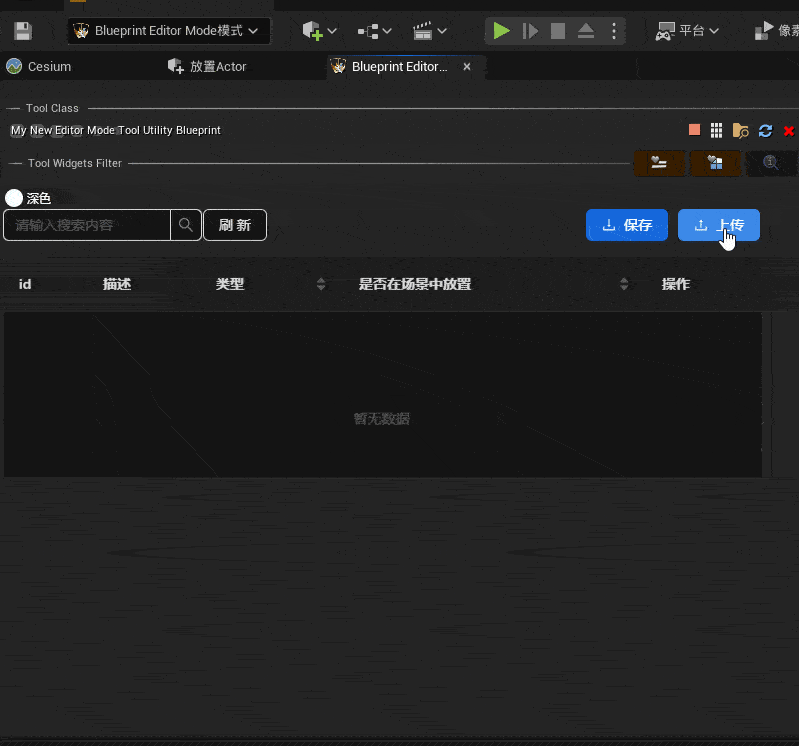 Blueprint Editor Mode模式
平台
像素
Cesium
放置Actor
Blueprint Editor...
Tool Class
My New Editor Mode Tool Utility Blueprint
Tool Widgets Filter
深色
请输入搜索内容
刷 新
保存
上传
id
描述
类型
是否在场景中放置
操作
暂无数据